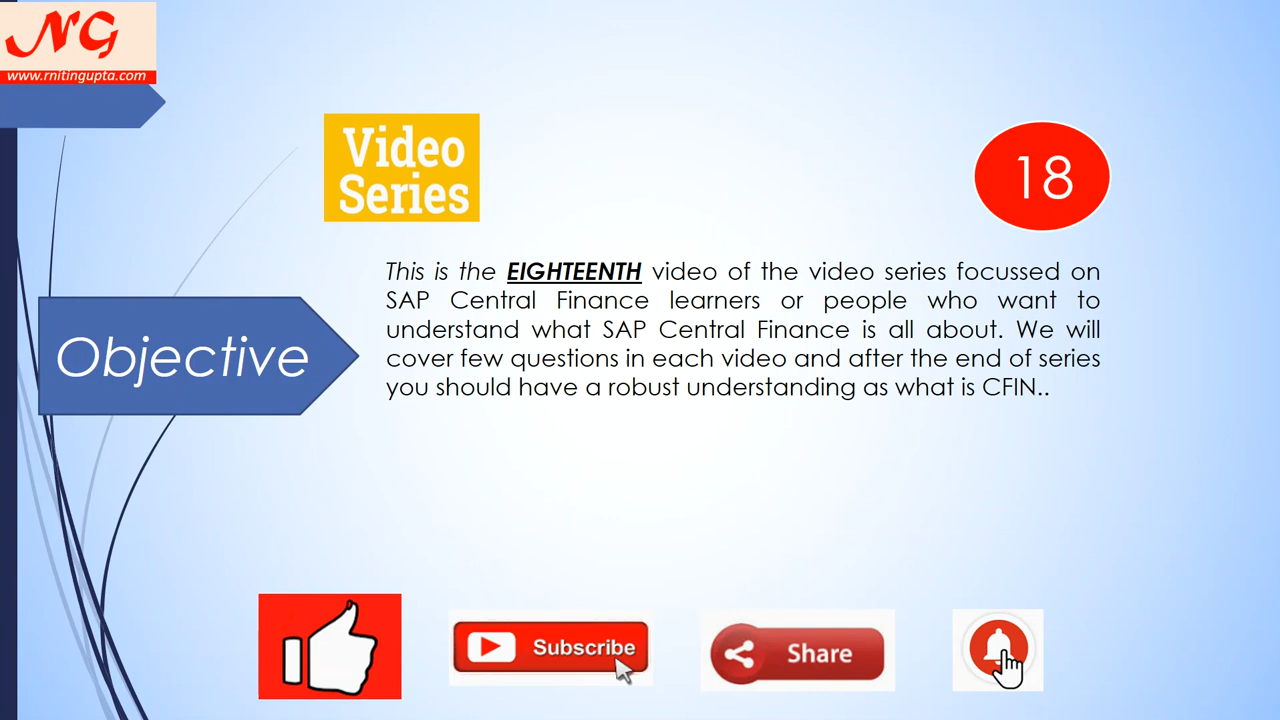 NG
www.rnitingupta.com
Video
Series
18
This is the EIGHTEENTH video of the video series focussed on
SAP Central Finance learners or people who want to
understand what SAP Central Finance is all about. We will
cover few questions in each video and after the end of series
you should have a robust understanding as what is CFIN..
Objective
Subscribe
Share